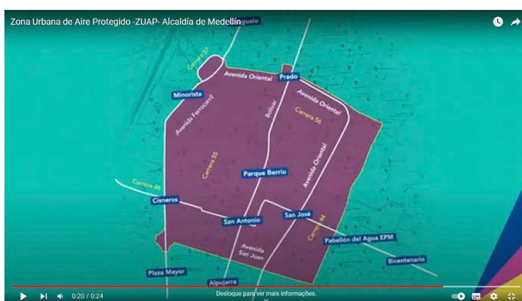 Zona Urbana de Aire Protegido -ZUAP- Alcaldía de Medellín
Carrera 57
Avenida Oriental
Prado
Minorista
Avenida Ferrocarril
Bolívar
Avenida Oriental
Carrera 56
Carrera 55
Avenida Oriental
Parque Berrío
Carrera 46
Cisneros
San Antonio
San José
Carrera 44
Pabellón del Agua EPM
Avenida
San Juan
Bicentenario
Plaza Mayor
Alpujarra
Desloque para ver mais informações.
0:20 / 0:24